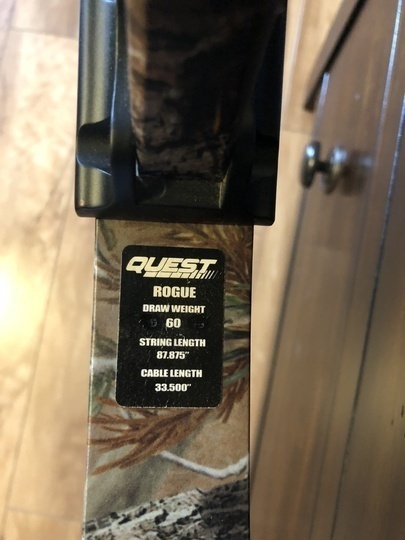 QUEST
ROGUE
DRAW WEIGHT
60
STRING LENGTH
87.875"
CABLE LENGTH
33.500"